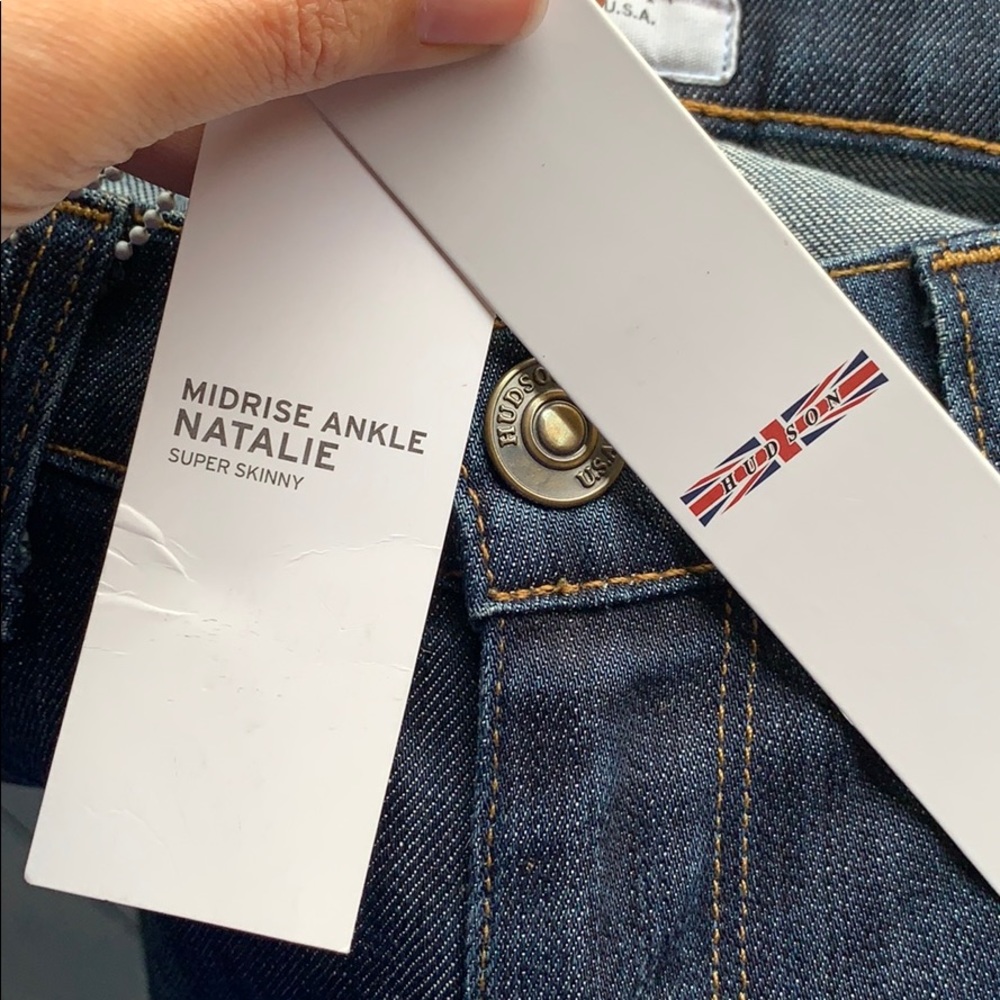 U.S.A.
MIDRISE ANKLE
NATALIE
SUPER SKINNY
HUDSON
U.S.A
HUDSON